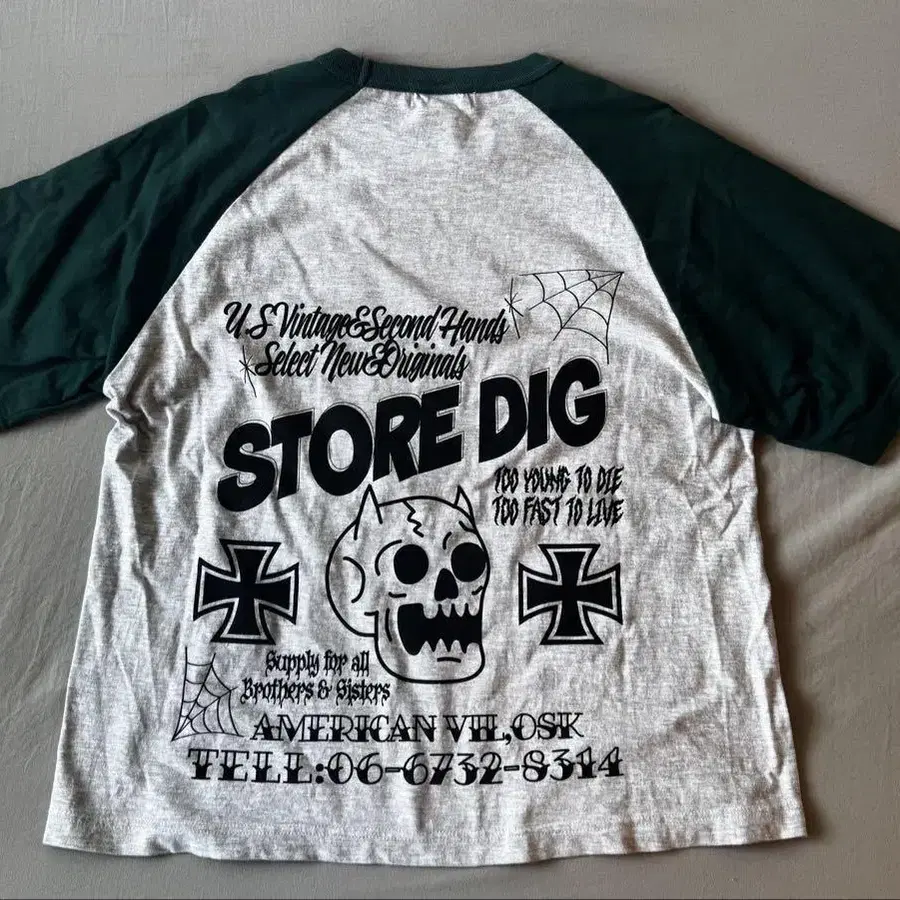 U.S Vintage&Second Hands
Select New&Originals
STORE DIG
TOO YOUNG TO DIE
TOO FAST TO LIVE
Supply for all
Brothers & Sisters
AMERICAN VILL,OSK
TELL:06-6732-8314